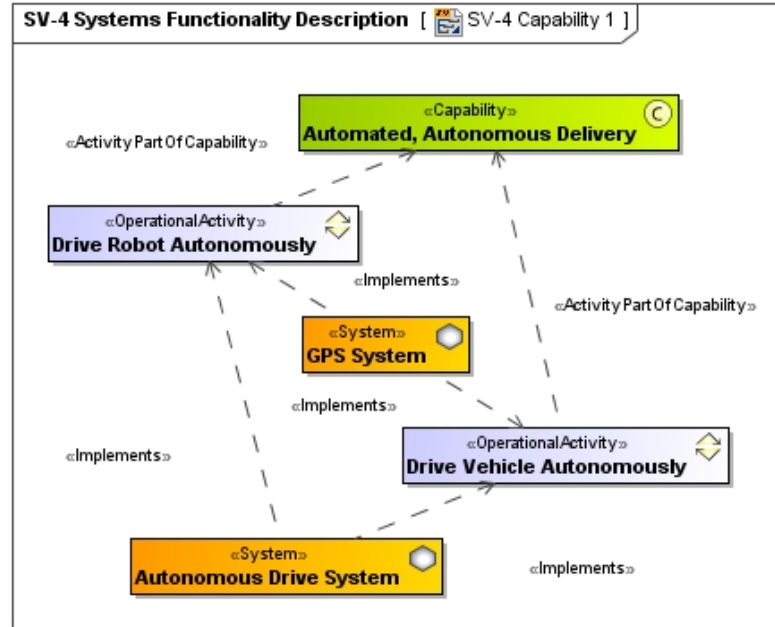 SV-4 Systems Functionality Description [ SV-4 Capability 1 ]
«Capability»
C
Automated, Autonomous Delivery
«Activity Part Of Capability»
«OperationalActivity»
Drive Robot Autonomously
«Implements»
«Activity Part Of Capability»
«System»
GPS System
«Implements»
«OperationalActivity»
Drive Vehicle Autonomously
«Implements»
«System»
Autonomous Drive System
«Implements»